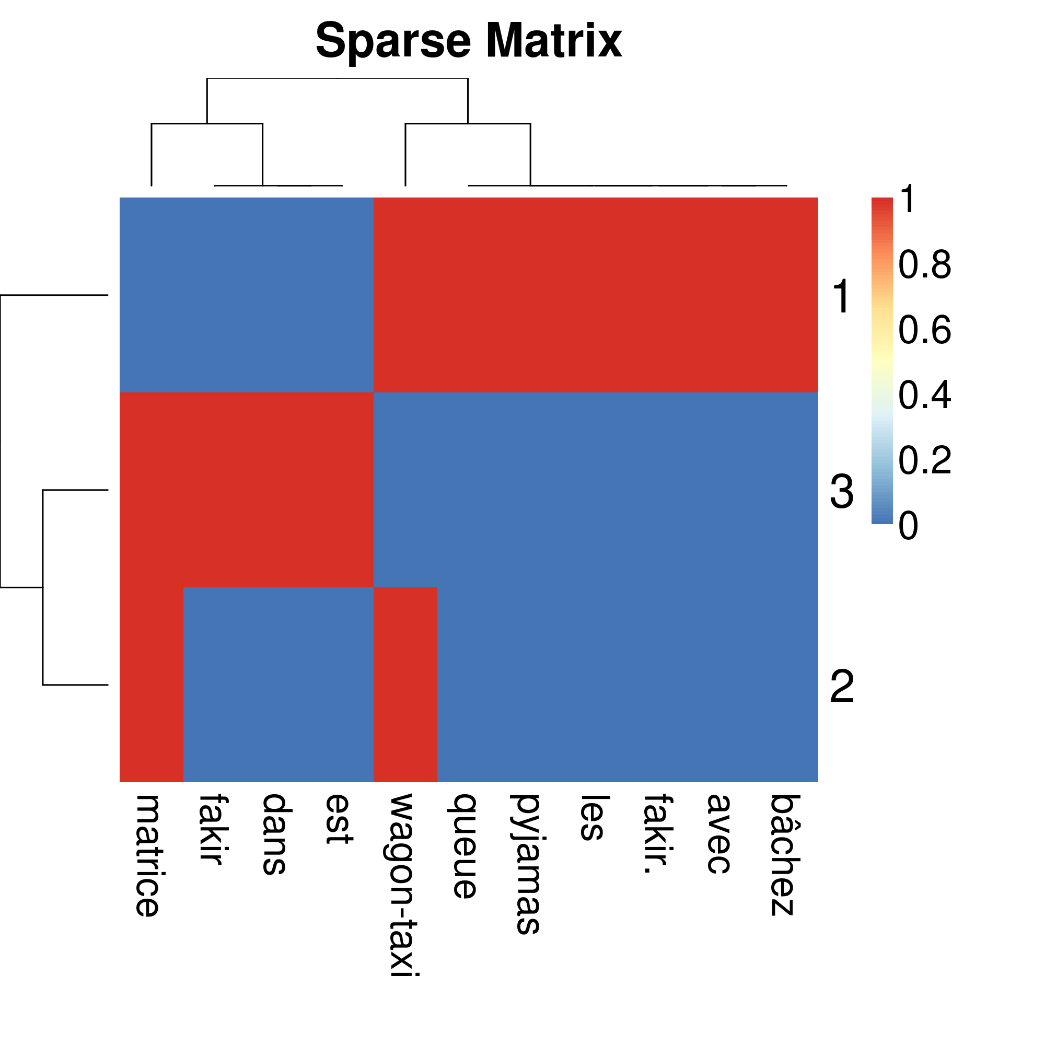 Sparse Matrix
1
0.8
0.6
0.4
0.2
0
1
3
2
matrice
fakir
dans
est
wagon-taxi
queue
pyjamas
les
fakir.
avec
bâchez